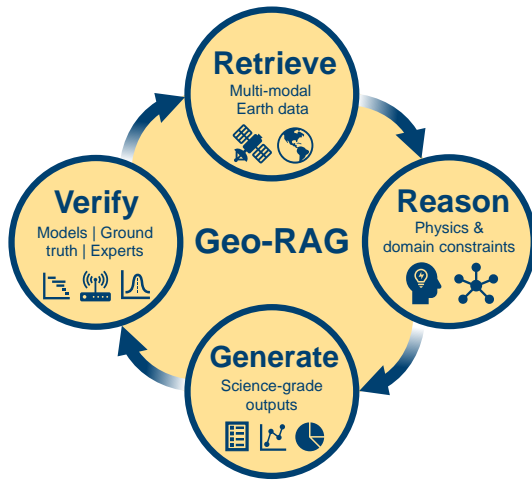 Retrieve
Multi-modal
Earth data
Reason
Physics &
domain constraints
Generate
Science-grade
outputs
Verify
Models | Ground
truth | Experts
Geo-RAG